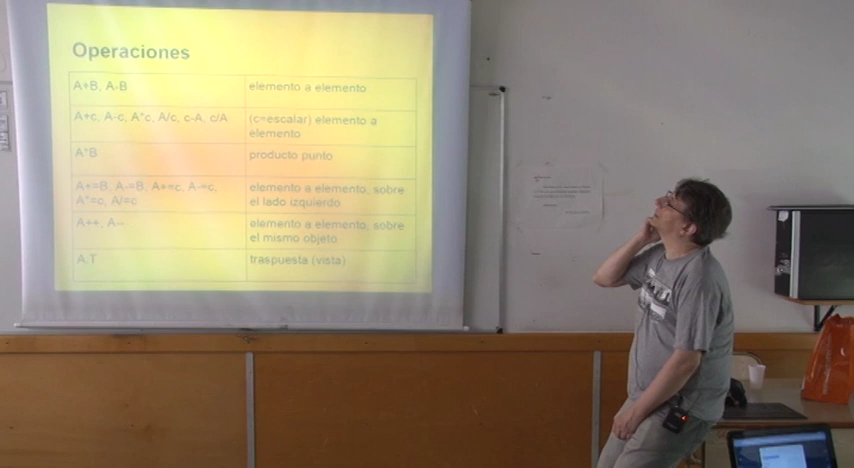 Operaciones
A+B, A-B
elemento a elemento
A+c, A-c, A*c, A/c, c-A, c/A
(c=escalar) elemento a
elemento
A*B
producto punto
A+=B, A-=B, A+=c, A-=c,
A*=c, A/=c
elemento a elemento, sobre
el lado izquierdo
A++, A--
elemento a elemento, sobre
el mismo objeto
A.T
traspuesta (vista)